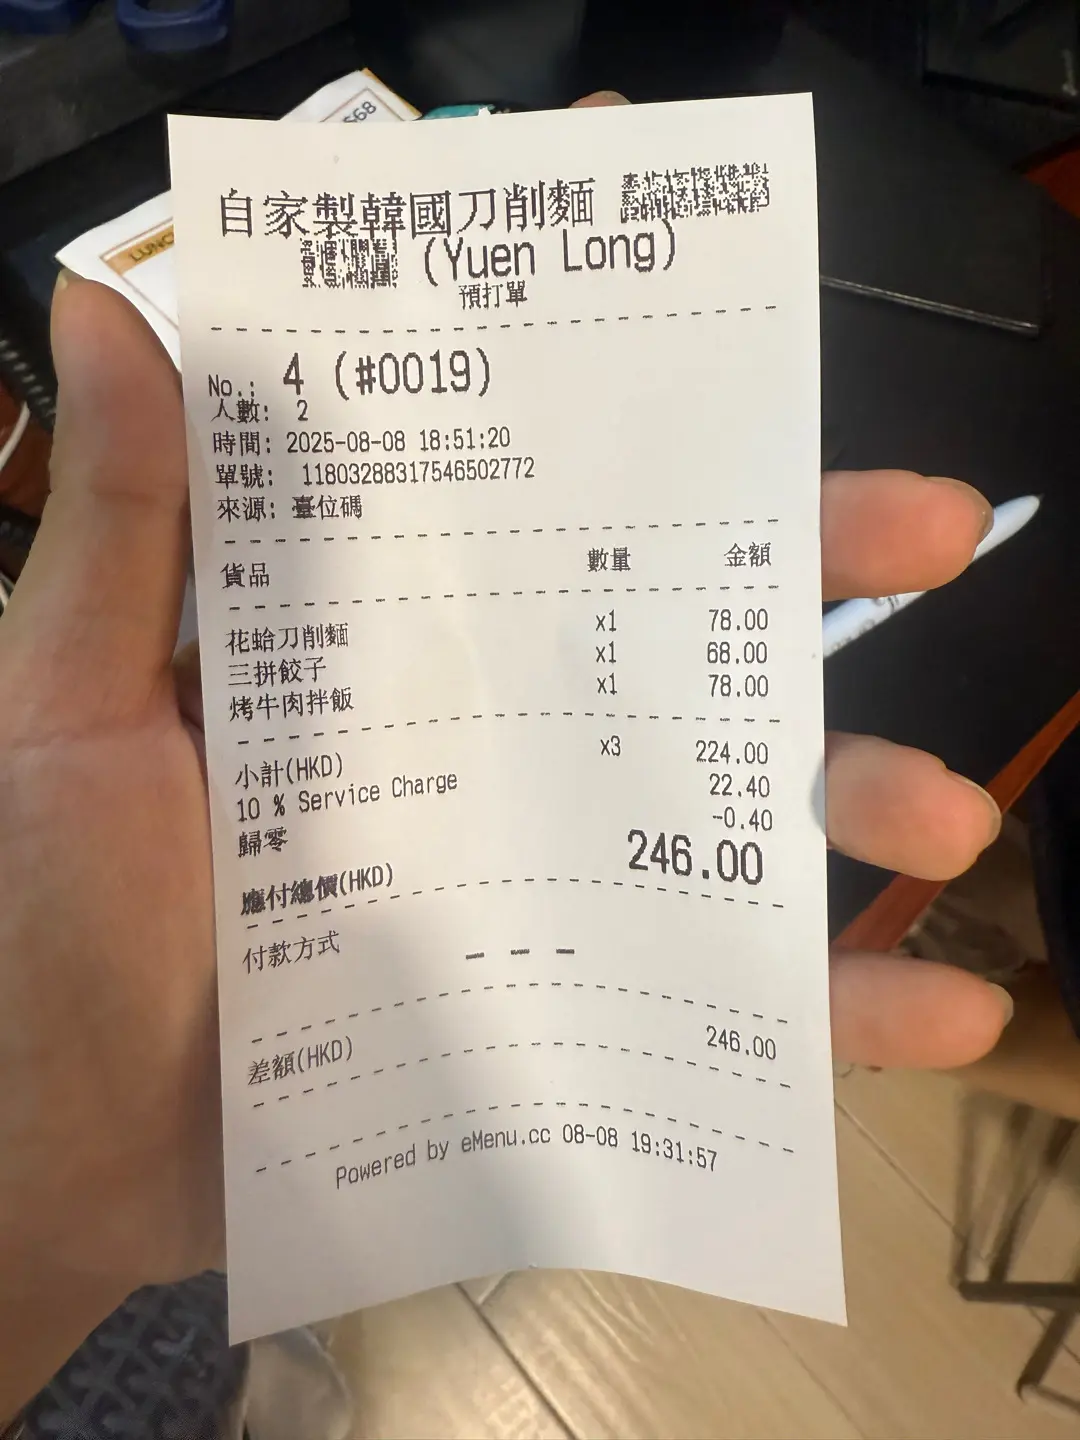 自家製韓國刀削麵
(Yuen Long)
預打單
No.: 4 (#0019)
人數: 2
時間: 2025-08-08 18:51:20
單號: 11803288317546502772
來源: 臺位碼
貨品 數量 金額
花蛤刀削麵 x1 78.00
三拼餃子 x1 68.00
烤牛肉拌飯 x1 78.00
小計(HKD) x3 224.00
10 % Service Charge 22.40
歸零 -0.40
應付總價(HKD) 246.00
付款方式 - - -
差額(HKD) 246.00
Powered by eMenu.cc 08-08 19:31:57
568
LUNC